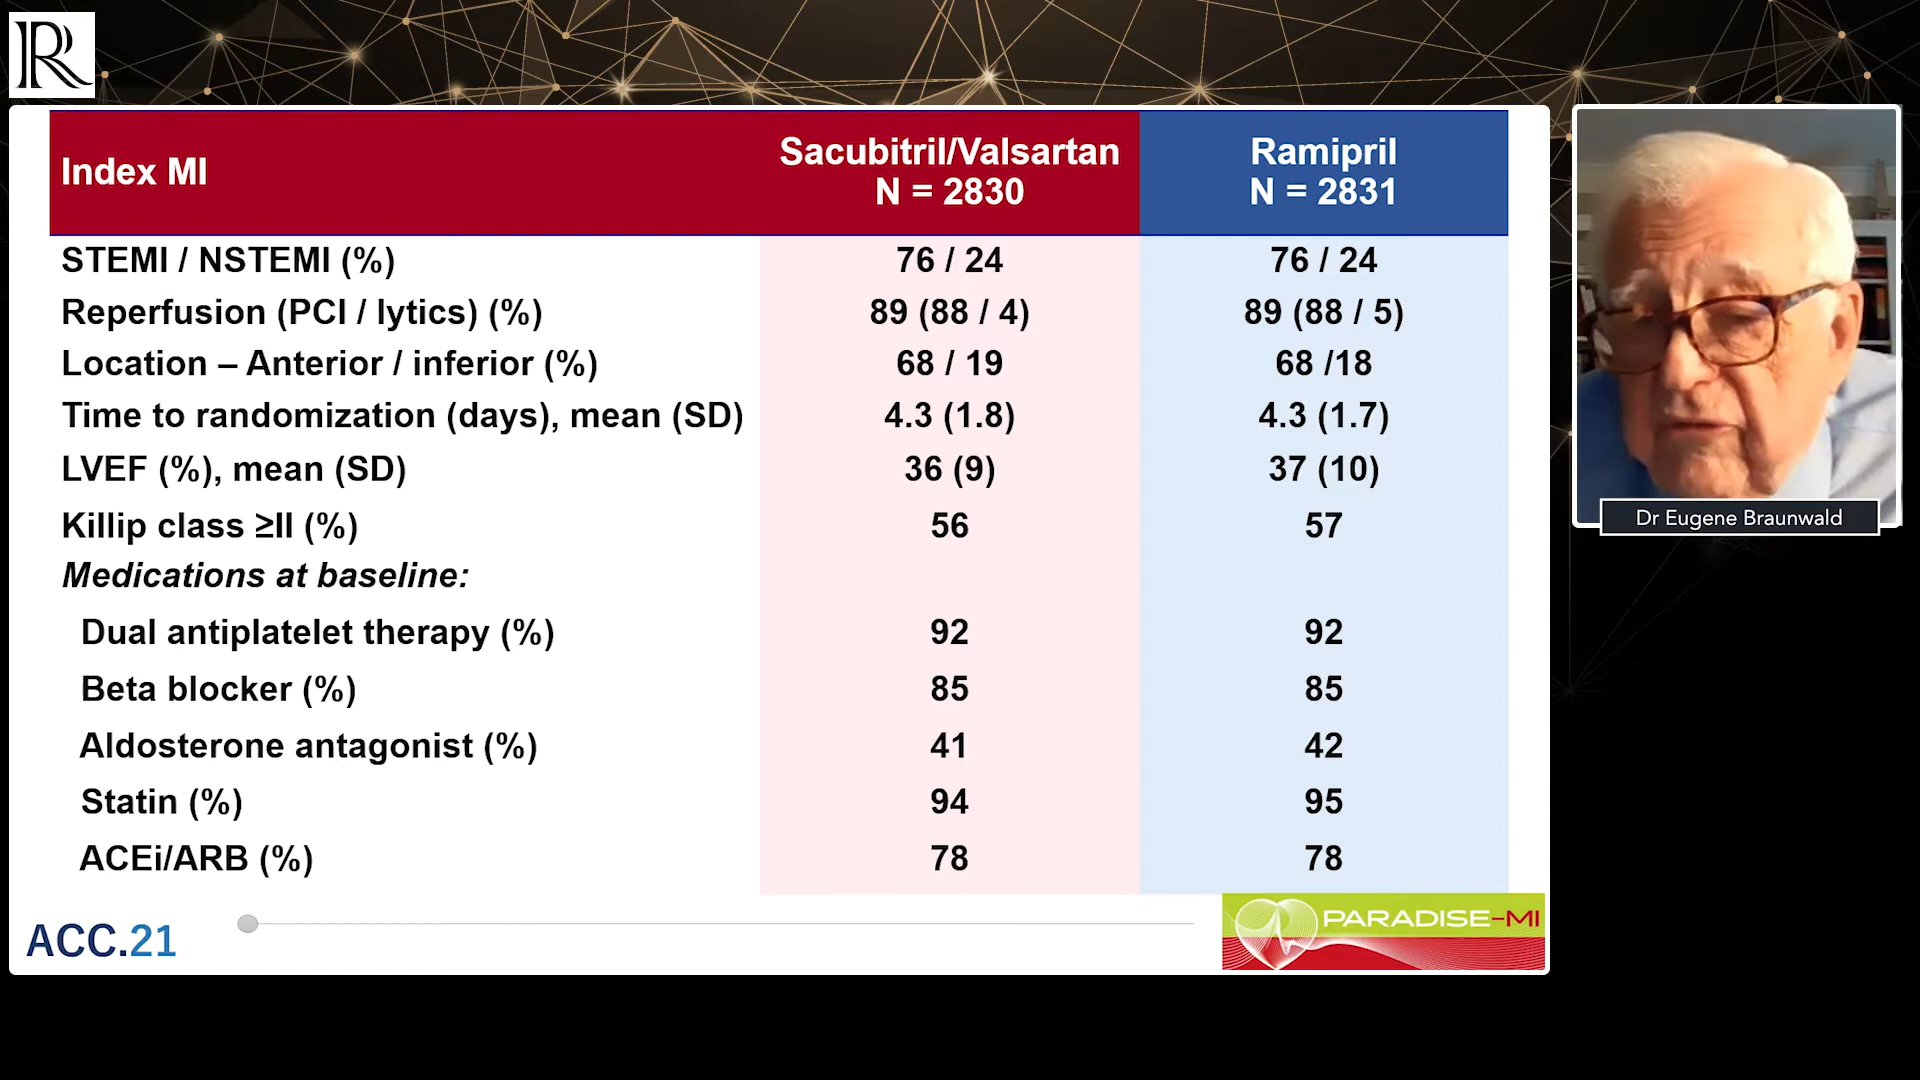 R
Index MI
Sacubitril/Valsartan
N = 2830
Ramipril
N = 2831
STEMI / NSTEMI (%) 76 / 24 76 / 24
Reperfusion (PCI / lytics) (%) 89 (88 / 4) 89 (88 / 5)
Location – Anterior / inferior (%) 68 / 19 68 /18
Time to randomization (days), mean (SD) 4.3 (1.8) 4.3 (1.7)
LVEF (%), mean (SD) 36 (9) 37 (10)
Killip class ≥II (%) 56 57
Medications at baseline:
Dual antiplatelet therapy (%) 92 92
Beta blocker (%) 85 85
Aldosterone antagonist (%) 41 42
Statin (%) 94 95
ACEi/ARB (%) 78 78
ACC.21
PARADISE-MI
Dr Eugene Braunwald